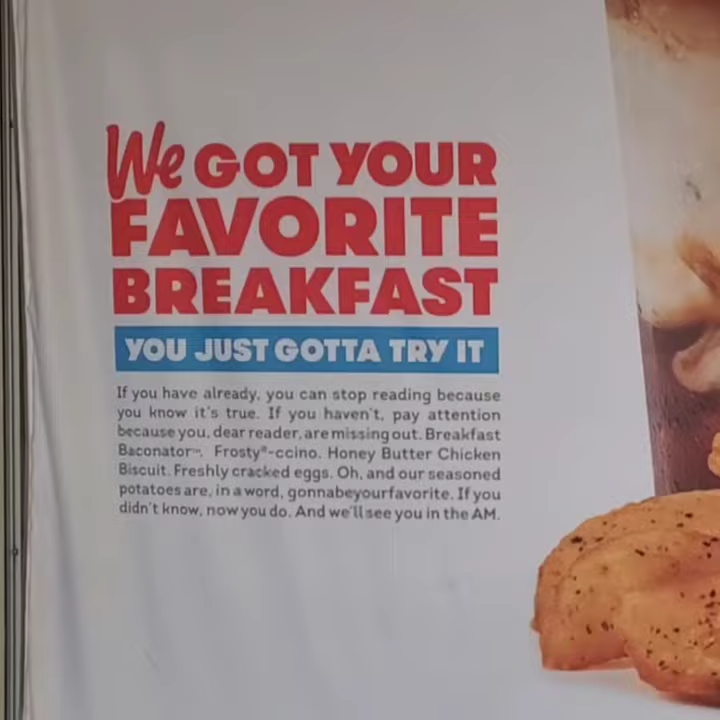 We GOT YOUR
FAVORITE
BREAKFAST
YOU JUST GOTTA TRY IT
If you have already, you can stop reading because
you know it's true. If you haven't, pay attention
because you, dear reader, are missing out. Breakfast
Baconator™. Frosty®-ccino. Honey Butter Chicken
Biscuit. Freshly cracked eggs. Oh, and our seasoned
potatoes are, in a word, gonnabeyourfavorite. If you
didn't know, now you do. And we'll see you in the AM.